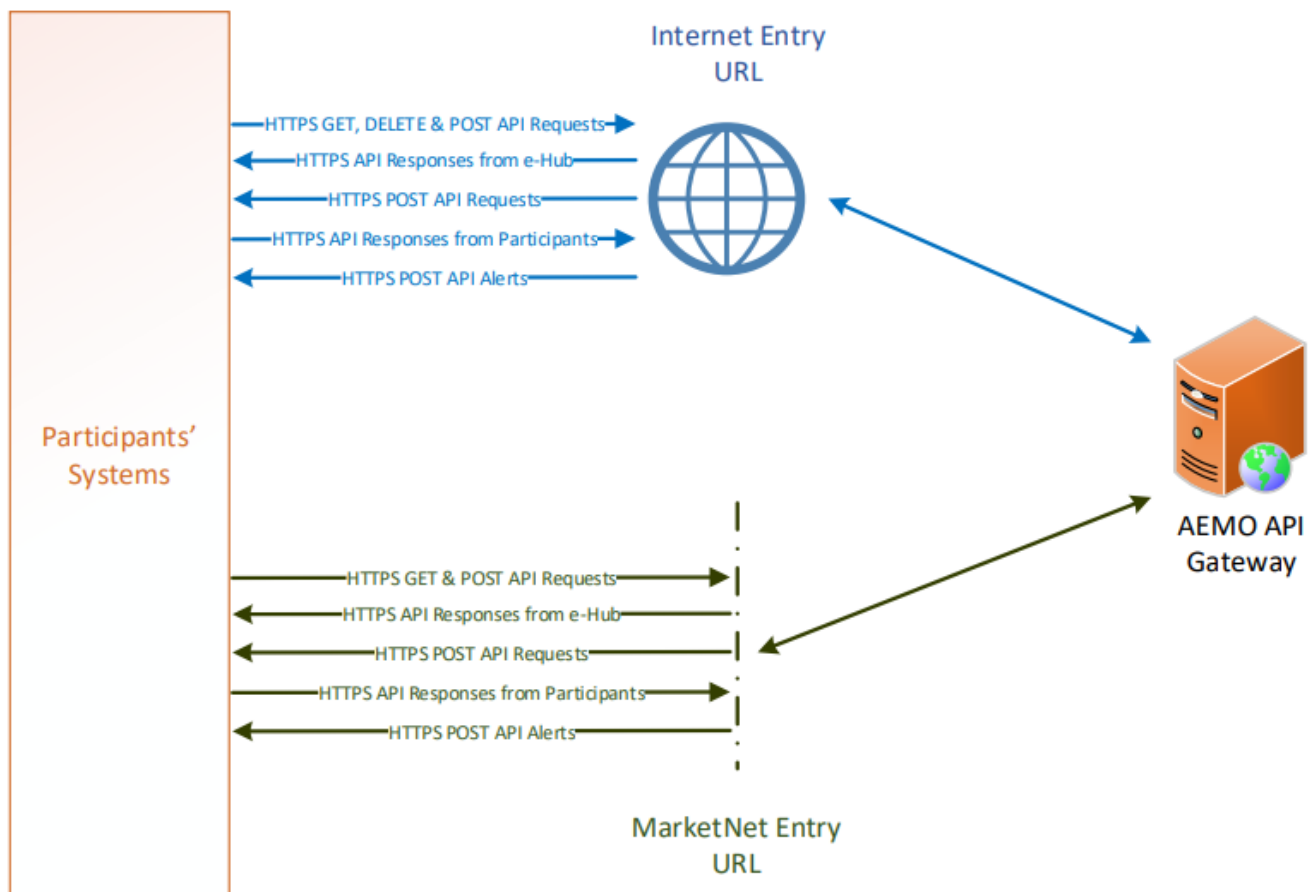 Internet Entry
URL
HTTPS GET, DELETE & POST API Requests
HTTPS API Responses from e-Hub
HTTPS POST API Requests
HTTPS API Responses from Participants
HTTPS POST API Alerts
Participants’
Systems
AEMO API
Gateway
HTTPS GET & POST API Requests
HTTPS API Responses from e-Hub
HTTPS POST API Requests
HTTPS API Responses from Participants
HTTPS POST API Alerts
MarketNet Entry
URL